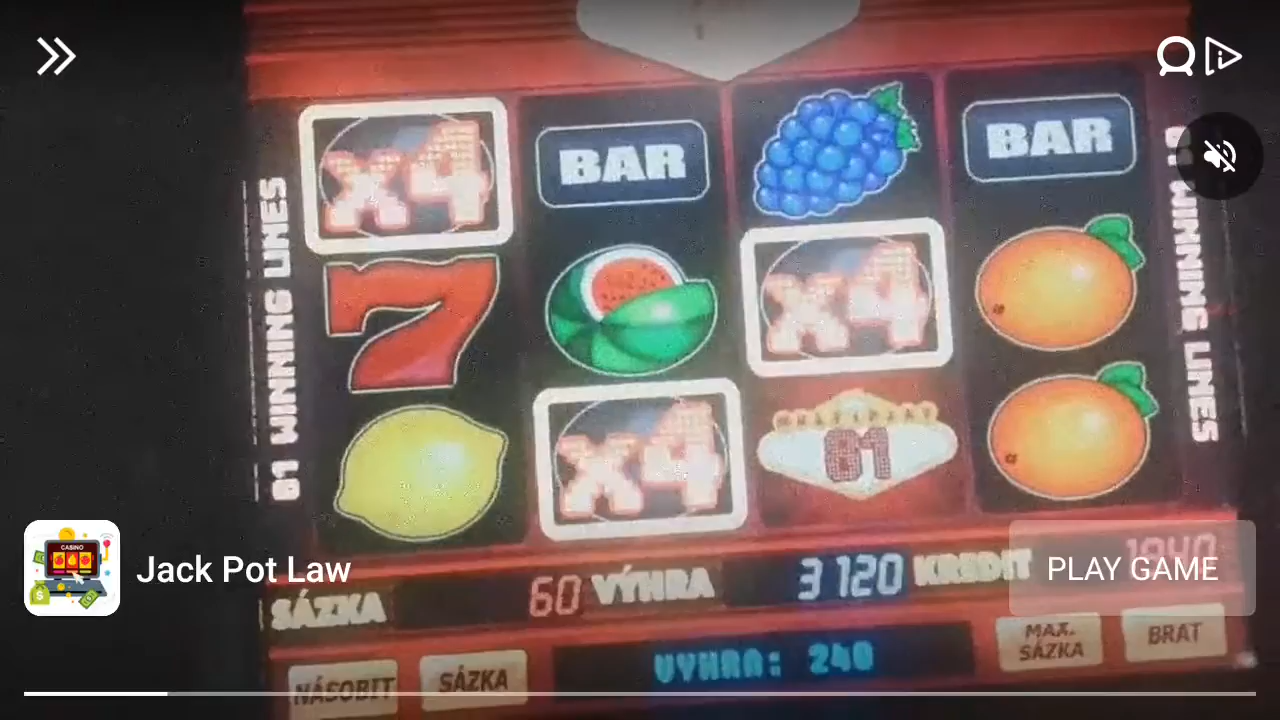 x4
BAR
BAR
x4
81 WINNING LINES
81 WINNING LINES
x4
81
CASINO
Jack Pot Law
SÁZKA 60 VÝHRA 3 120 KREDIT 1840
PLAY GAME
VYHRA: 240
MAX. SÁZKA
BRAT
NÁSOBIT
SÁZKA